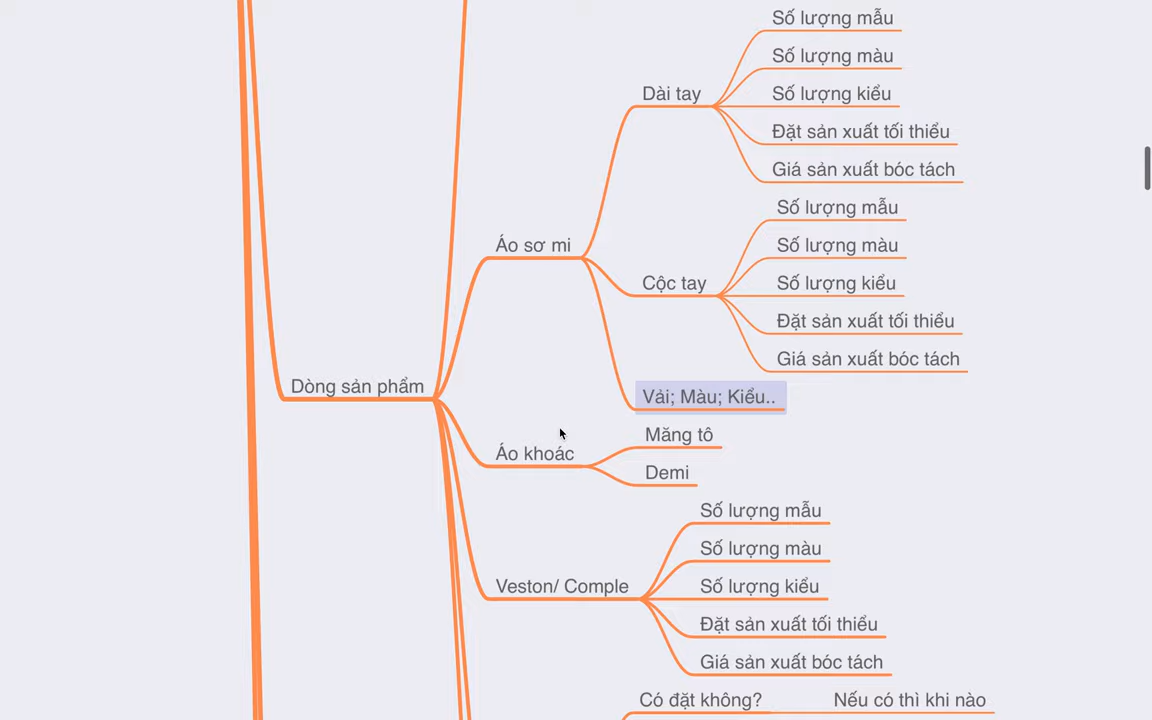 Số lượng mẫu
Số lượng màu
Dài tay
Số lượng kiểu
Đặt sản xuất tối thiểu
Giá sản xuất bóc tách
Số lượng mẫu
Áo sơ mi
Số lượng màu
Cộc tay
Số lượng kiểu
Đặt sản xuất tối thiểu
Giá sản xuất bóc tách
Dòng sản phẩm
Vải; Màu; Kiểu..
Măng tô
Áo khoác
Demi
Số lượng mẫu
Số lượng màu
Veston/ Comple
Số lượng kiểu
Đặt sản xuất tối thiểu
Giá sản xuất bóc tách
Có đặt không?
Nếu có thì khi nào